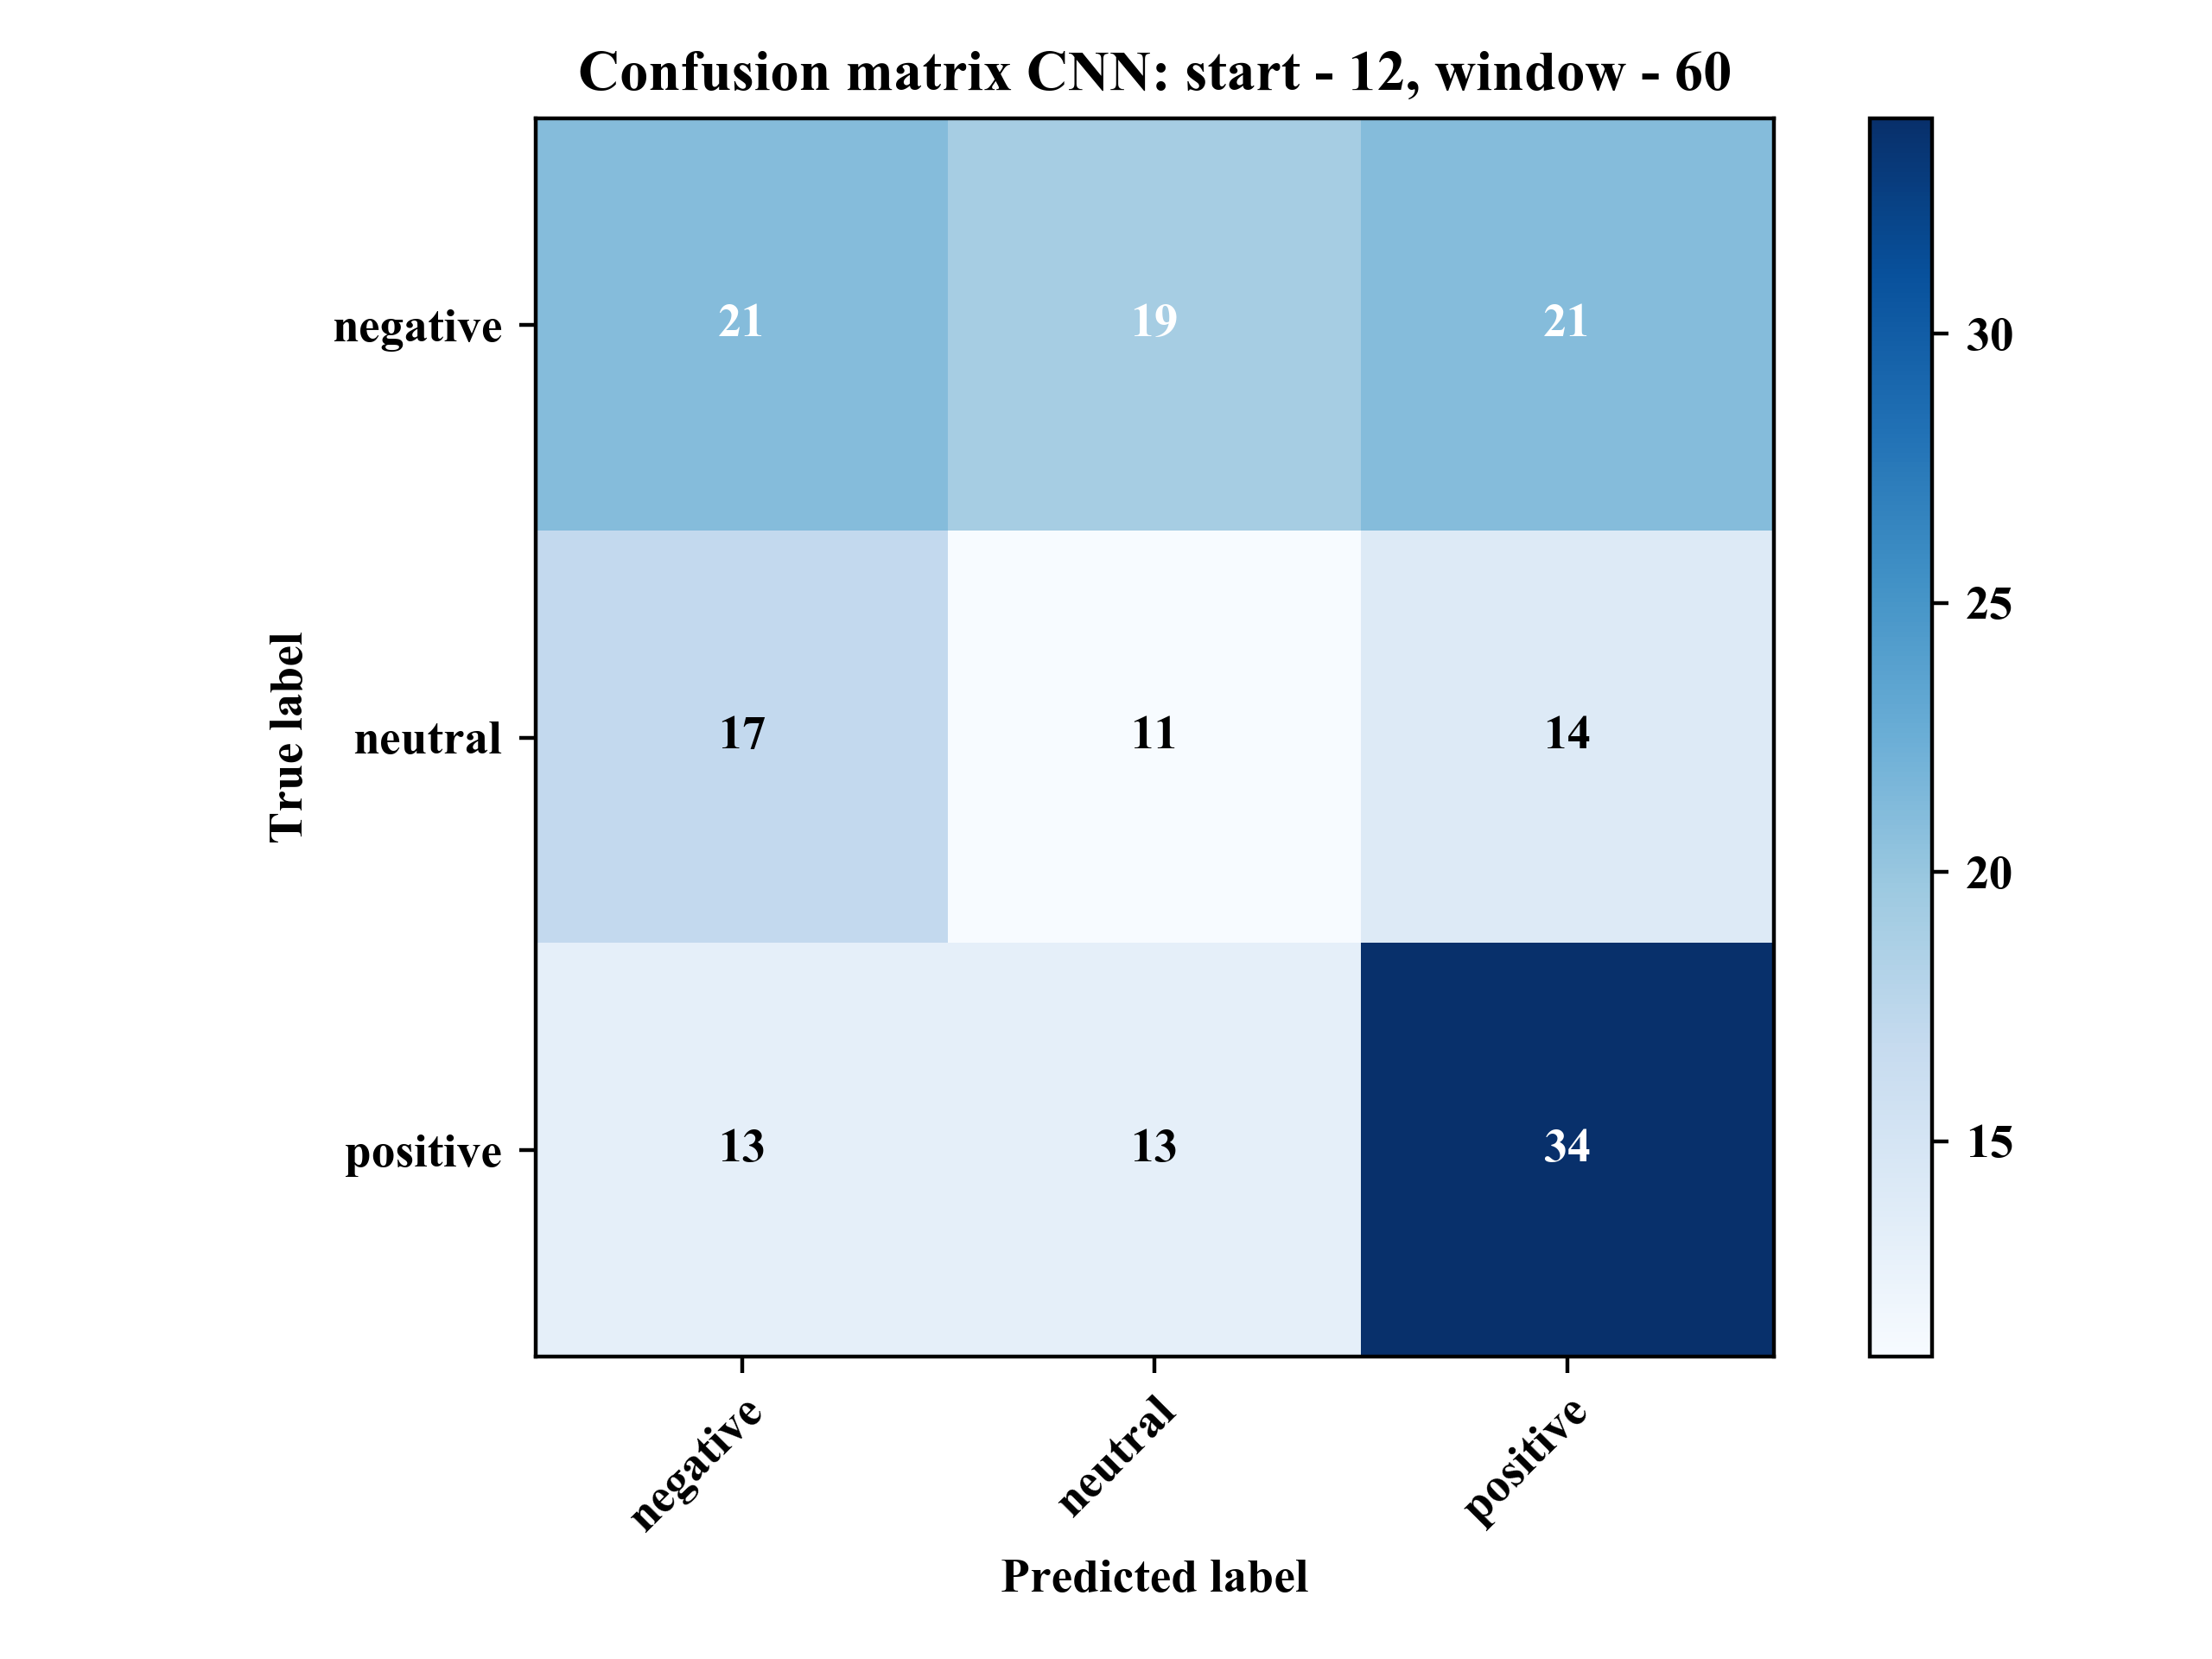 Confusion matrix CNN: start - 12, window - 60
True label
negative
21 19 21
neutral
17 11 14
positive
13 13 34
negative
neutral
positive
Predicted label
30
25
20
15